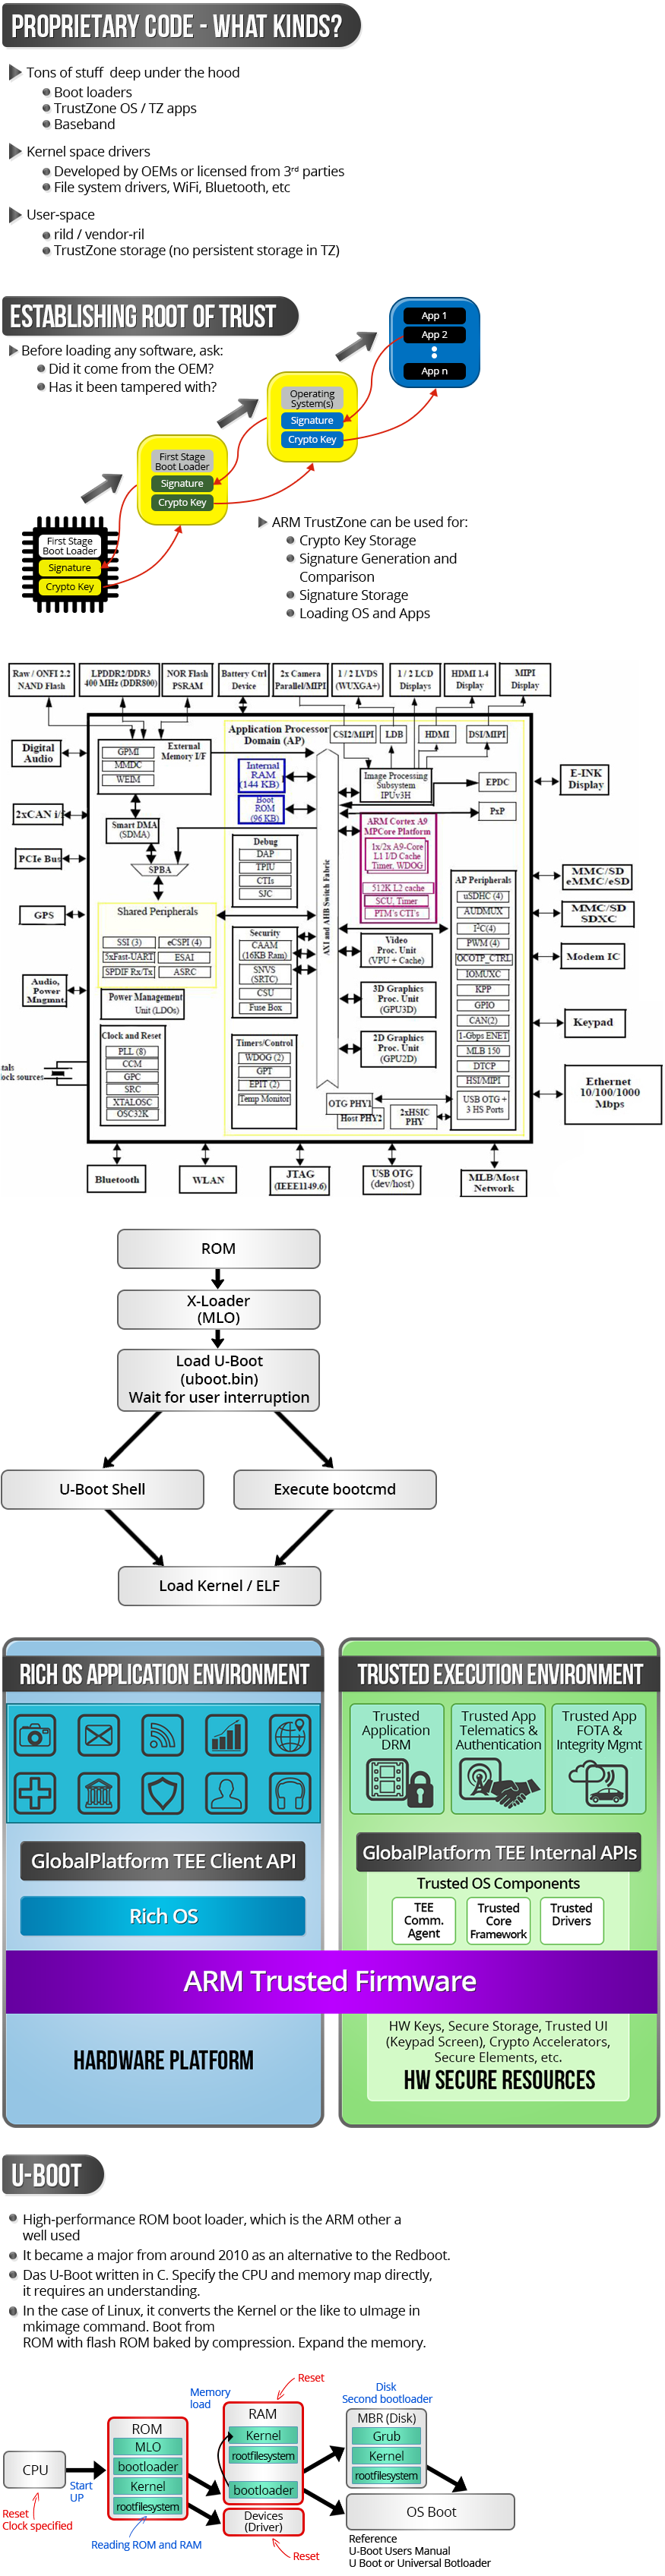 PROPRIETARY CODE - WHAT KINDS?
Tons of stuff deep under the hood
Boot loaders
TrustZone OS / TZ apps
Baseband
Kernel space drivers
Developed by OEMs or licensed from 3rd parties
File system drivers, WiFi, Bluetooth, etc
User-space
rild / vendor-ril
TrustZone storage (no persistent storage in TZ)
ESTABLISHING ROOT OF TRUST
Before loading any software, ask:
Did it come from the OEM?
Has it been tampered with?
App 1
App 2
App n
Operating
System(s)
Signature
Crypto Key
First Stage
Boot Loader
Signature
Crypto Key
First Stage
Boot Loader
Signature
Crypto Key
ARM TrustZone can be used for:
Crypto Key Storage
Signature Generation and
Comparison
Signature Storage
Loading OS and Apps
Raw / ONFI 2.2
NAND Flash
LPDDR2/DDR3
400 MHz (DDR800)
NOR Flash
PSRAM
Battery Ctrl
Device
2x Camera
Parallel/MIPI
1 / 2 LVDS
(WUXGA+)
1 / 2 LCD
Displays
HDMI 1.4
Display
MIPI
Display
Digital
Audio
2xCAN i/f
PCIe Bus
GPS
Audio,
Power
Mngmnt.
tals
ock sources
External
Memory I/F
GPMI
MMDC
WEIM
Smart DMA
(SDMA)
SPBA
Shared Peripherals
SSI (3)
eCSPI (4)
5xFast-UART
ESAI
SPDIF Rx/Tx
ASRC
Power Management
Unit (LDOs)
Clock and Reset
PLL (8)
CCM
GPC
SRC
XTALOSC
OSC32K
Application Processor
Domain (AP)
Internal
RAM
(144 KB)
Boot
ROM
(96 KB)
Debug
DAP
TPIU
CTIs
SJC
Security
CAAM
(16KB Ram)
SNVS
(SRTC)
CSU
Fuse Box
Timers/Control
WDOG (2)
GPT
EPIT (2)
Temp Monitor
AXI and AHB Switch Fabric
CSI2/MIPI
LDB
HDMI
DSI/MIPI
Image Processing
Subsystem
IPUv3H
EPDC
PxP
ARM Cortex A9
MPCore Platform
1x/2x A9-Core
L1 I/D Cache
Timer, WDOG
512K L2 cache
SCU, Timer
PTM's CTI's
Video
Proc. Unit
(VPU + Cache)
3D Graphics
Proc. Unit
(GPU3D)
2D Graphics
Proc. Unit
(GPU2D)
OTG PHY1
Host PHY2
2xHSIC
PHY
AP Peripherals
uSDHC (4)
AUDMUX
I²C(4)
PWM (4)
OCOTP_CTRL
IOMUXC
KPP
GPIO
CAN(2)
1-Gbps ENET
MLB 150
DTCP
HSI/MIPI
USB OTG +
3 HS Ports
E-INK
Display
MMC/SD
eMMC/eSD
MMC/SD
SDXC
Modem IC
Keypad
Ethernet
10/100/1000
Mbps
Bluetooth
WLAN
JTAG
(IEEE1149.6)
USB OTG
(dev/host)
MLB/Most
Network
ROM
X-Loader
(MLO)
Load U-Boot
(uboot.bin)
Wait for user interruption
U-Boot Shell
Execute bootcmd
Load Kernel / ELF
RICH OS APPLICATION ENVIRONMENT
GlobalPlatform TEE Client API
Rich OS
TRUSTED EXECUTION ENVIRONMENT
Trusted
Application
DRM
Trusted App
Telematics &
Authentication
Trusted App
FOTA &
Integrity Mgmt
GlobalPlatform TEE Internal APIs
Trusted OS Components
TEE
Comm.
Agent
Trusted
Core
Framework
Trusted
Drivers
ARM Trusted Firmware
HARDWARE PLATFORM
HW Keys, Secure Storage, Trusted UI
(Keypad Screen), Crypto Accelerators,
Secure Elements, etc.
HW SECURE RESOURCES
U-BOOT
High-performance ROM boot loader, which is the ARM other a
well used
It became a major from around 2010 as an alternative to the Redboot.
Das U-Boot written in C. Specify the CPU and memory map directly,
it requires an understanding.
In the case of Linux, it converts the Kernel or the like to uImage in
mkimage command. Boot from
ROM with flash ROM baked by compression. Expand the memory.
CPU
Reset
Clock specified
Start
UP
ROM
MLO
bootloader
Kernel
rootfilesystem
Reading ROM and RAM
Memory
load
Reset
RAM
Kernel
rootfilesystem
bootloader
Devices
(Driver)
Reset
Disk
Second bootloader
MBR (Disk)
Grub
Kernel
rootfilesystem
OS Boot
Reference
U-Boot Users Manual
U Boot or Universal Botloader